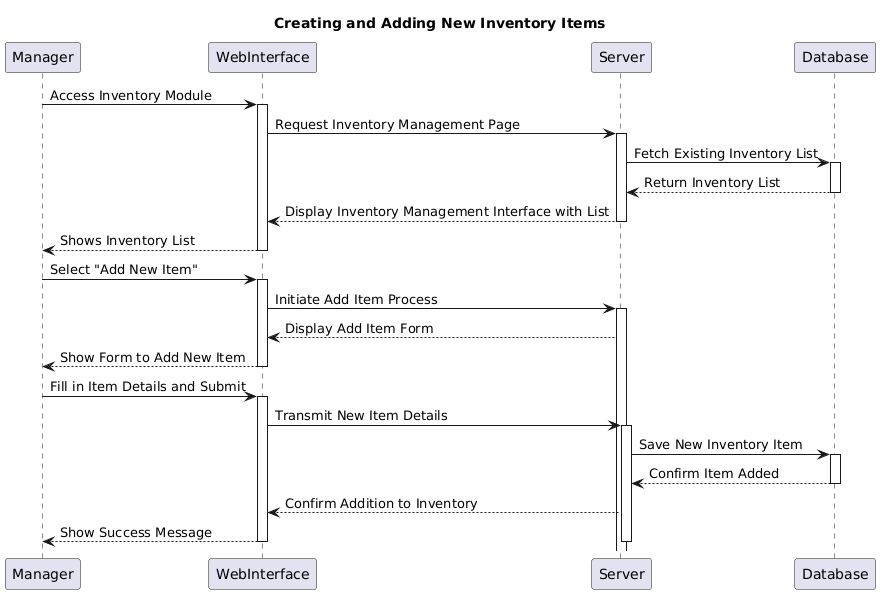 Creating and Adding New Inventory Items
Manager
WebInterface
Server
Database
Access Inventory Module
Request Inventory Management Page
Fetch Existing Inventory List
Return Inventory List
Display Inventory Management Interface with List
Shows Inventory List
Select "Add New Item"
Initiate Add Item Process
Display Add Item Form
Show Form to Add New Item
Fill in Item Details and Submit
Transmit New Item Details
Save New Inventory Item
Confirm Item Added
Confirm Addition to Inventory
Show Success Message
Manager
WebInterface
Server
Database